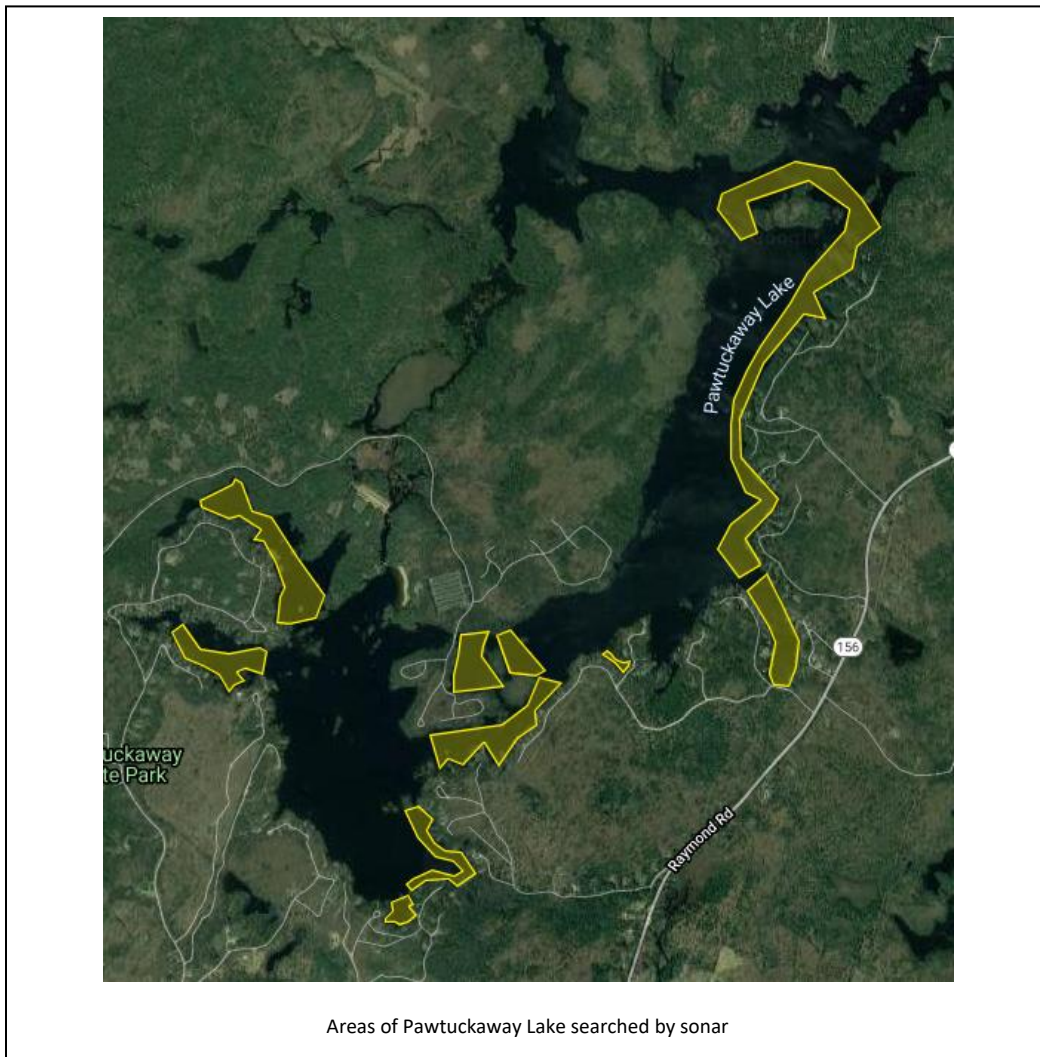 Pawtuckaway Lake
156
uckaway
te Park
Raymond Rd
Areas of Pawtuckaway Lake searched by sonar